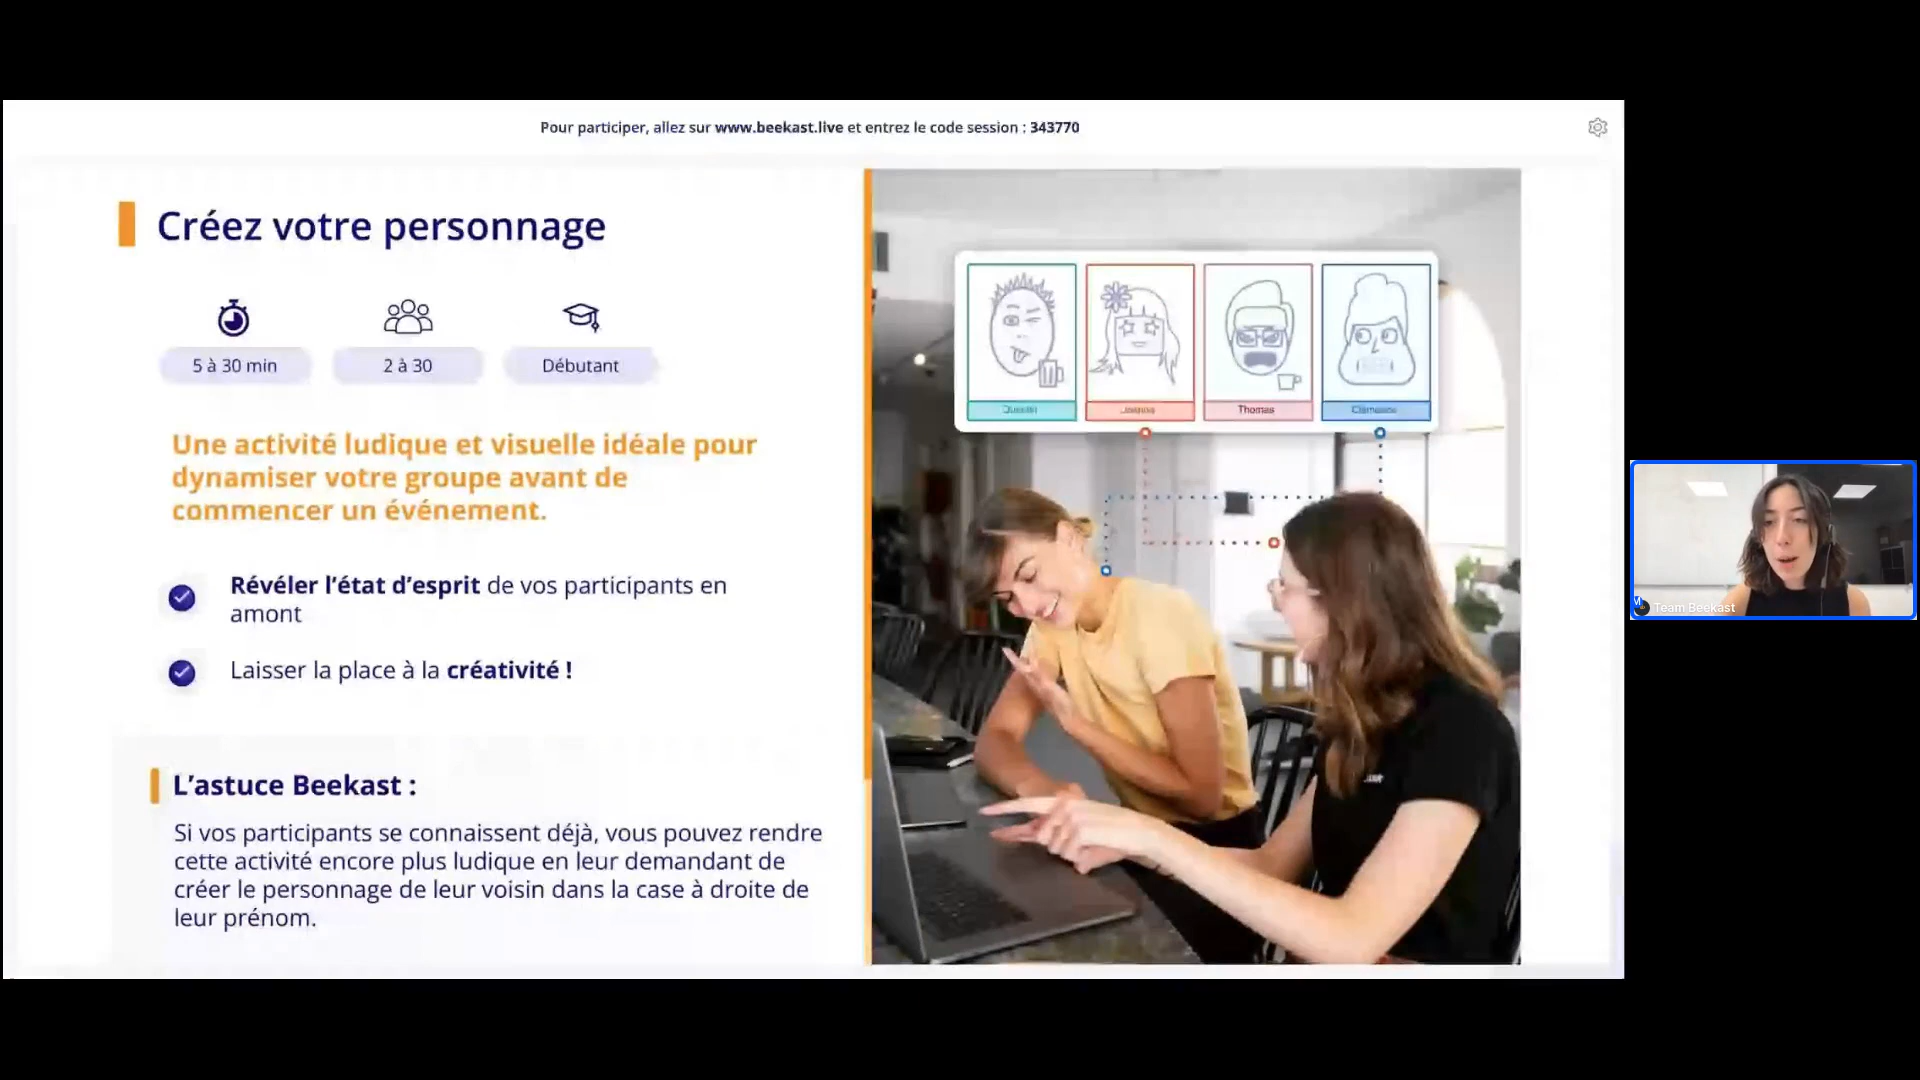 Pour participer, allez sur www.beekast.live et entrez le code session : 343770
Créez votre personnage
5 à 30 min
2 à 30
Débutant
Une activité ludique et visuelle idéale pour
dynamiser votre groupe avant de
commencer un événement.
Révéler l’état d’esprit de vos participants en
amont
Laisser la place à la créativité !
L’astuce Beekast :
Si vos participants se connaissent déjà, vous pouvez rendre
cette activité encore plus ludique en leur demandant de
créer le personnage de leur voisin dans la case à droite de
leur prénom.
Quentin
Thomas
Clémence
Team Beekast